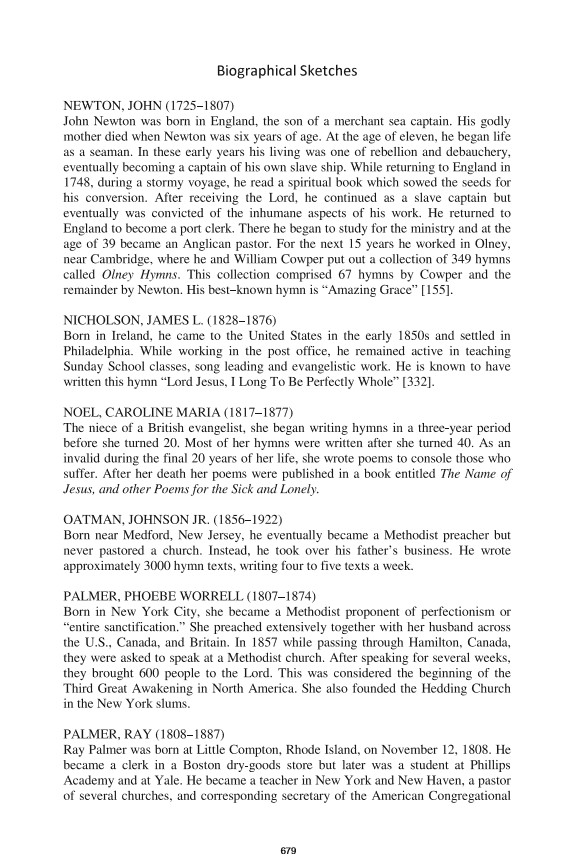 Biographical Sketches
NEWTON, JOHN (1725–1807)
John Newton was born in England, the son of a merchant sea captain. His godly
mother died when Newton was six years of age. At the age of eleven, he began life
as a seaman. In these early years his living was one of rebellion and debauchery,
eventually becoming a captain of his own slave ship. While returning to England in
1748, during a stormy voyage, he read a spiritual book which sowed the seeds for
his conversion. After receiving the Lord, he continued as a slave captain but
eventually was convicted of the inhumane aspects of his work. He returned to
England to become a port clerk. There he began to study for the ministry and at the
age of 39 became an Anglican pastor. For the next 15 years he worked in Olney,
near Cambridge, where he and William Cowper put out a collection of 349 hymns
called Olney Hymns. This collection comprised 67 hymns by Cowper and the
remainder by Newton. His best–known hymn is “Amazing Grace” [155].
NICHOLSON, JAMES L. (1828–1876)
Born in Ireland, he came to the United States in the early 1850s and settled in
Philadelphia. While working in the post office, he remained active in teaching
Sunday School classes, song leading and evangelistic work. He is known to have
written this hymn “Lord Jesus, I Long To Be Perfectly Whole” [332].
NOEL, CAROLINE MARIA (1817–1877)
The niece of a British evangelist, she began writing hymns in a three-year period
before she turned 20. Most of her hymns were written after she turned 40. As an
invalid during the final 20 years of her life, she wrote poems to console those who
suffer. After her death her poems were published in a book entitled The Name of
Jesus, and other Poems for the Sick and Lonely.
OATMAN, JOHNSON JR. (1856–1922)
Born near Medford, New Jersey, he eventually became a Methodist preacher but
never pastored a church. Instead, he took over his father’s business. He wrote
approximately 3000 hymn texts, writing four to five texts a week.
PALMER, PHOEBE WORRELL (1807–1874)
Born in New York City, she became a Methodist proponent of perfectionism or
“entire sanctification.” She preached extensively together with her husband across
the U.S., Canada, and Britain. In 1857 while passing through Hamilton, Canada,
they were asked to speak at a Methodist church. After speaking for several weeks,
they brought 600 people to the Lord. This was considered the beginning of the
Third Great Awakening in North America. She also founded the Hedding Church
in the New York slums.
PALMER, RAY (1808–1887)
Ray Palmer was born at Little Compton, Rhode Island, on November 12, 1808. He
became a clerk in a Boston dry-goods store but later was a student at Phillips
Academy and at Yale. He became a teacher in New York and New Haven, a pastor
of several churches, and corresponding secretary of the American Congregational
679